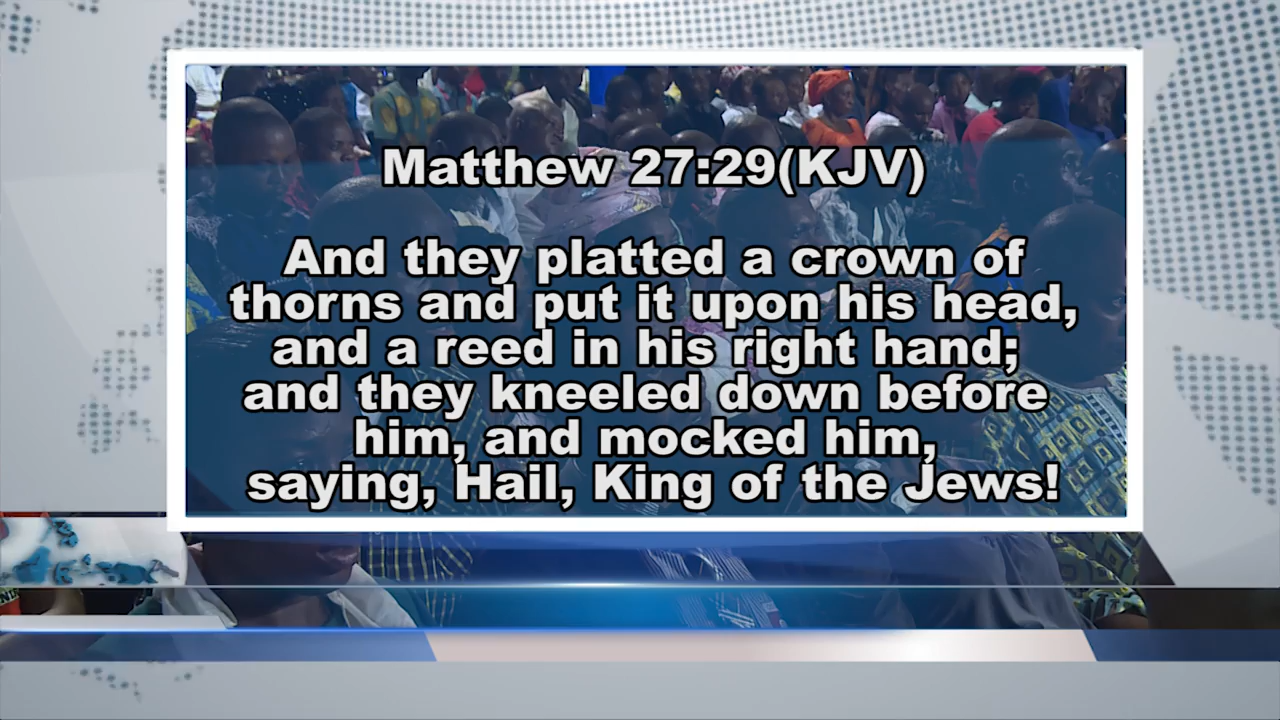 Matthew 27:29(KJV)
And they platted a crown of
thorns and put it upon his head,
and a reed in his right hand;
and they kneeled down before
him, and mocked him,
saying, Hail, King of the Jews!